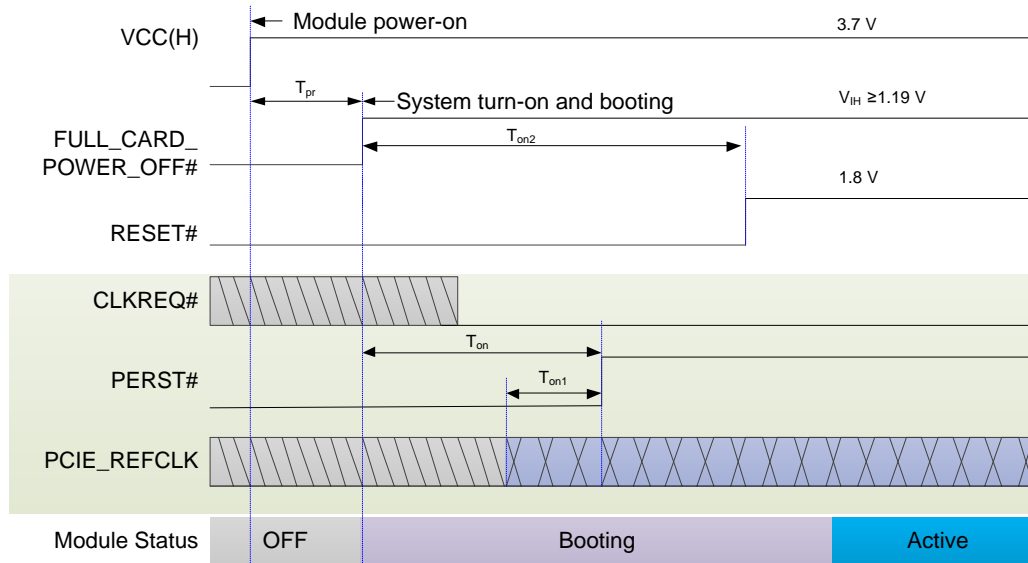 Module power-on
VCC(H)
3.7 V
Tpr
System turn-on and booting
VIH ≥1.19 V
FULL_CARD_
POWER_OFF#
Ton2
1.8 V
RESET#
CLKREQ#
Ton
PERST#
Ton1
PCIE_REFCLK
Module Status
OFF
Booting
Active